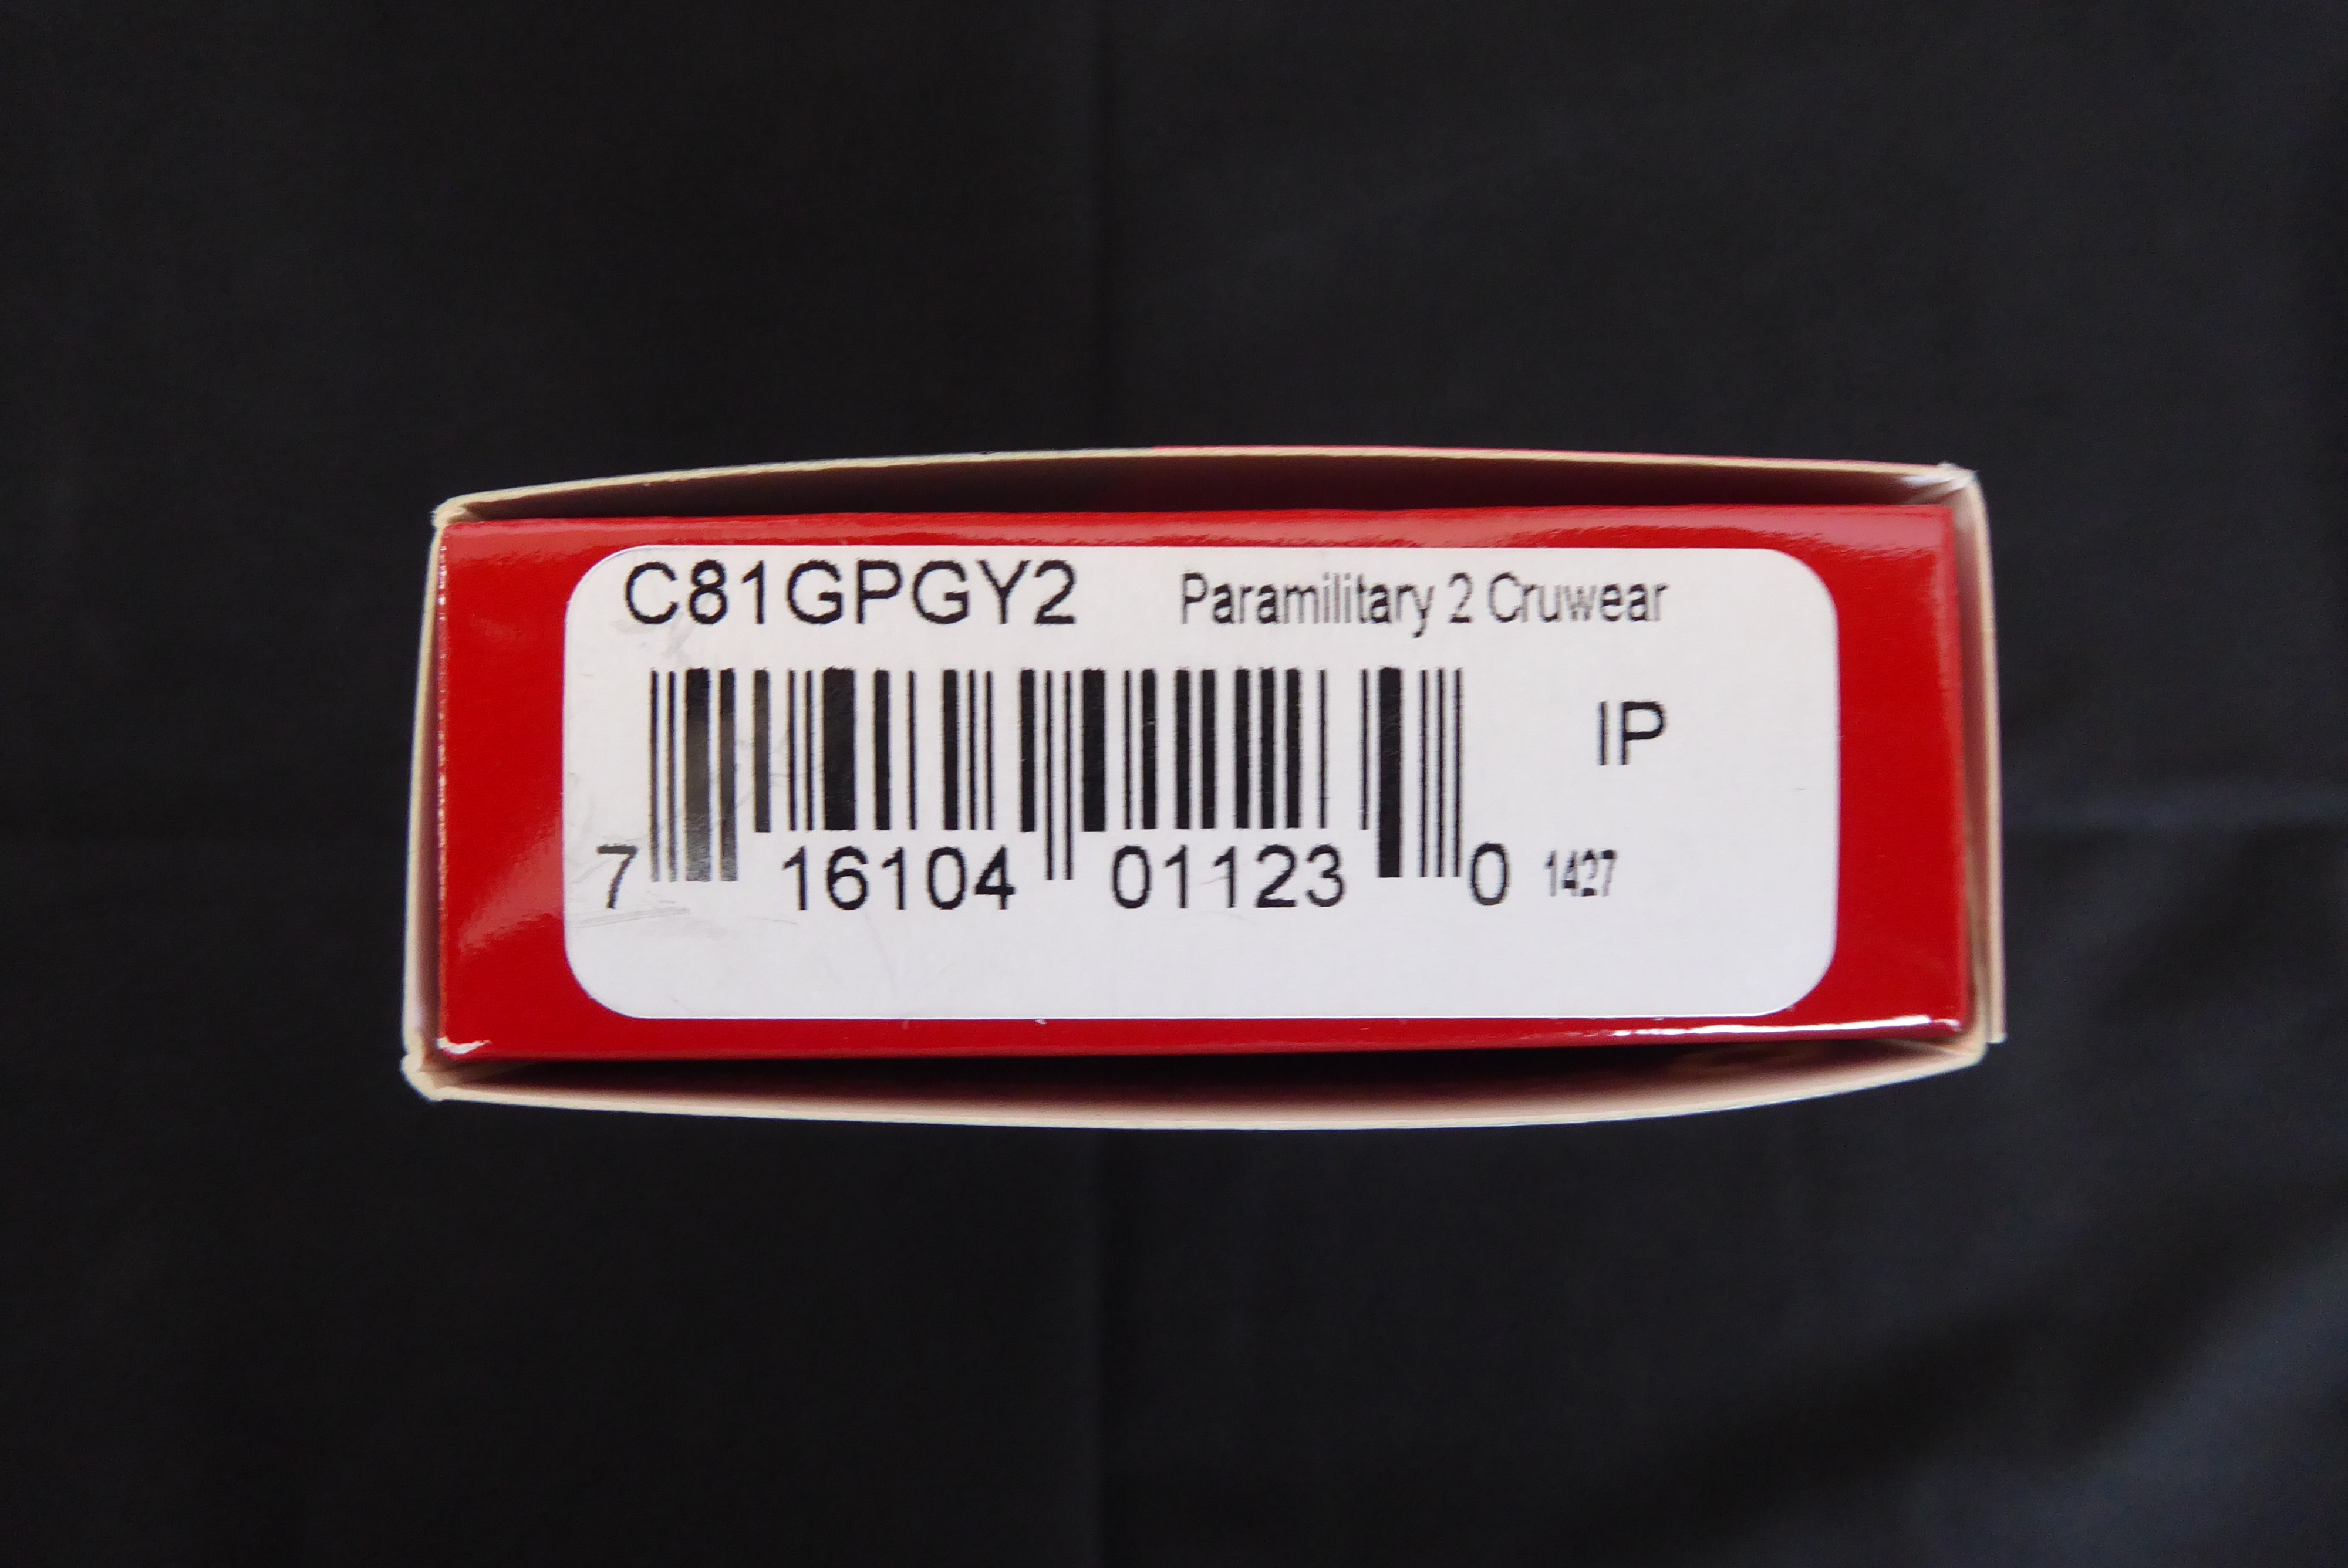 C81GPGY2 Paramilitary 2 Cruwear
IP
7 16104 01123 0 1427